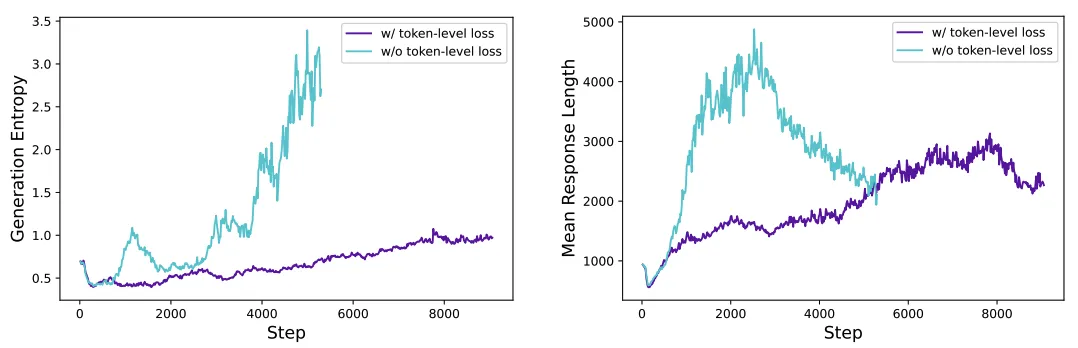 3.5
3.0
2.5
2.0
1.5
1.0
0.5
Generation Entropy
w/ token-level loss
w/o token-level loss
0 2000 4000 6000 8000
Step
5000
4000
3000
2000
1000
Mean Response Length
w/ token-level loss
w/o token-level loss
0 2000 4000 6000 8000
Step